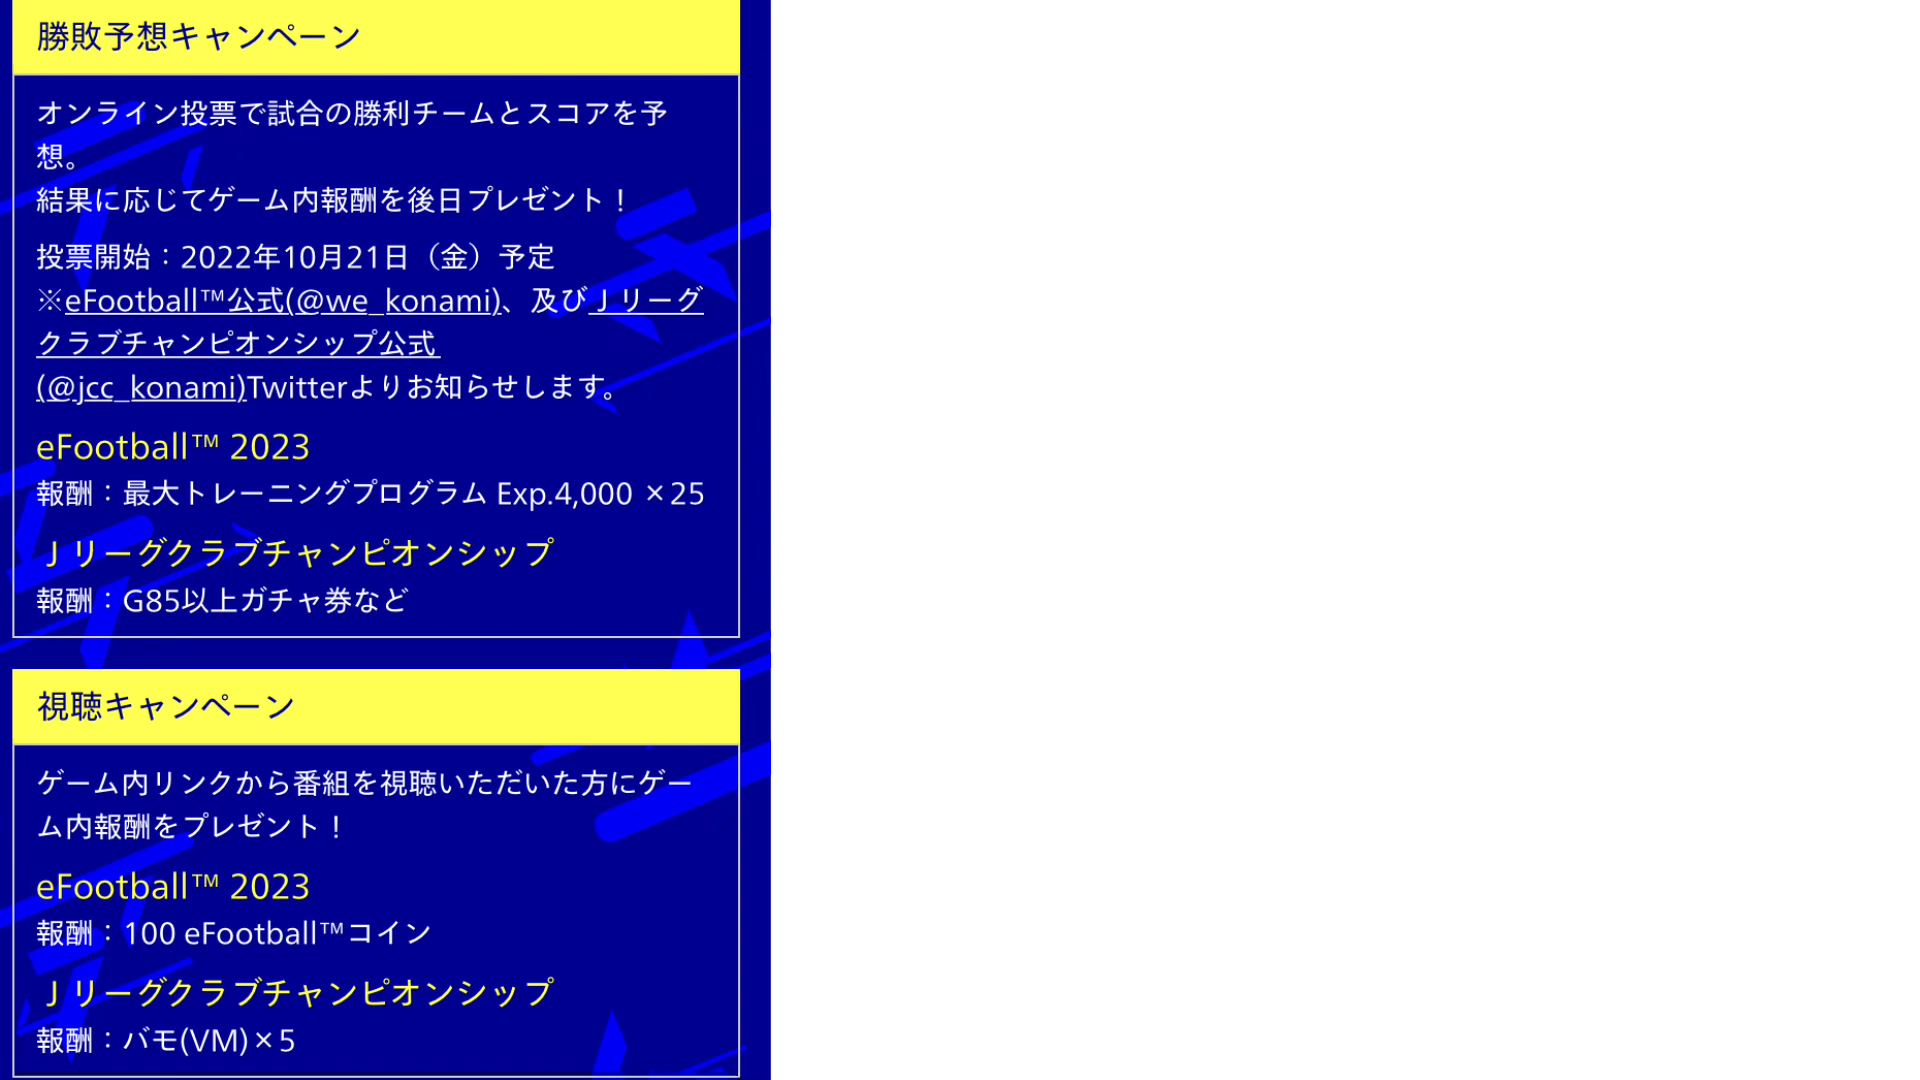 勝敗予想キャンペーン
オンライン投票で試合の勝利チームとスコアを予
想。
結果に応じてゲーム内報酬を後日プレゼント！
投票開始：2022年10月21日（金）予定
※eFootball™公式(@we_konami)、及びＪリーグ
クラブチャンピオンシップ公式
(@jcc_konami)Twitterよりお知らせします。
eFootball™ 2023
報酬：最大トレーニングプログラム Exp.4,000 ×25
Ｊリーグクラブチャンピオンシップ
報酬：G85以上ガチャ券など
視聴キャンペーン
ゲーム内リンクから番組を視聴いただいた方にゲー
ム内報酬をプレゼント！
eFootball™ 2023
報酬：100 eFootball™コイン
Ｊリーグクラブチャンピオンシップ
報酬：バモ(VM)×5